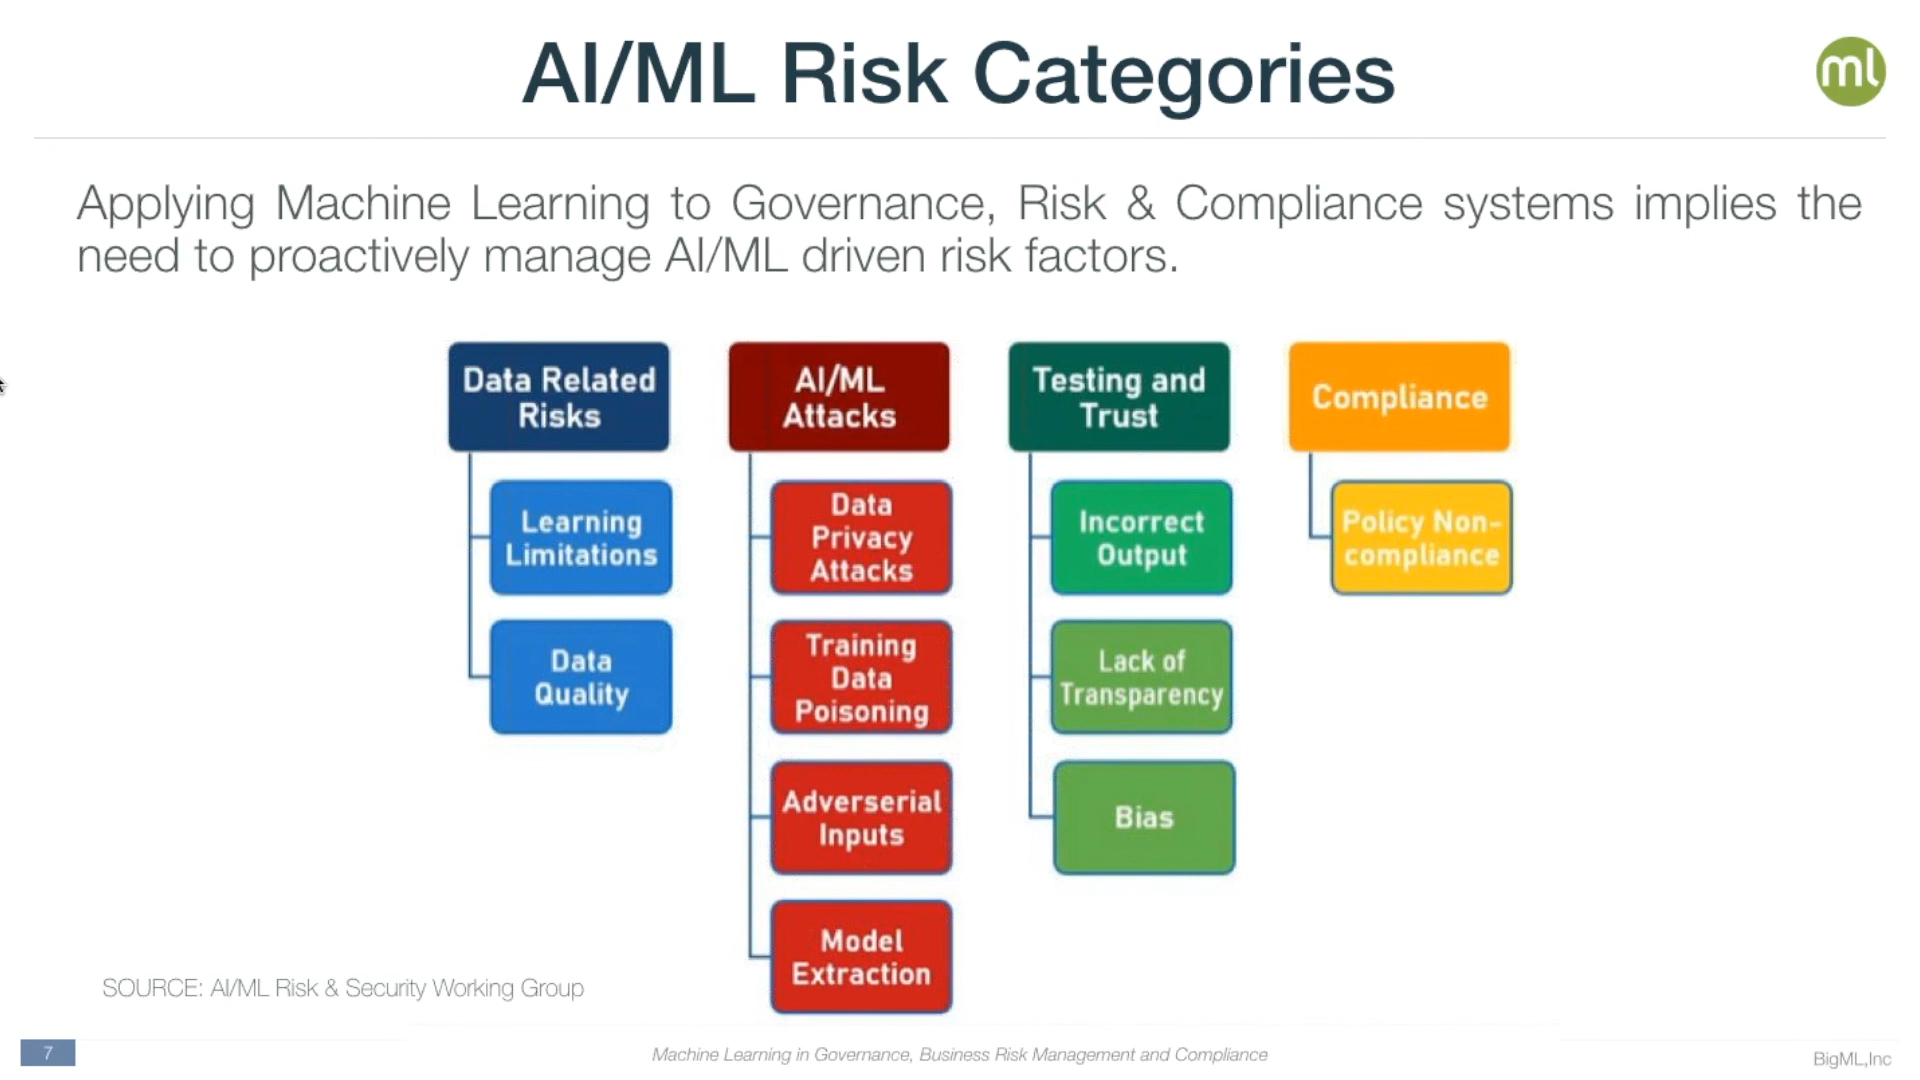 AI/ML Risk Categories
ml
Applying Machine Learning to Governance, Risk & Compliance systems implies the
need to proactively manage AI/ML driven risk factors.
Data Related
Risks
Learning
Limitations
Data
Quality
AI/ML
Attacks
Data
Privacy
Attacks
Training
Data
Poisoning
Adverserial
Inputs
Model
Extraction
Testing and
Trust
Incorrect
Output
Lack of
Transparency
Bias
Compliance
Policy Non-
compliance
SOURCE: AI/ML Risk & Security Working Group
7
Machine Learning in Governance, Business Risk Management and Compliance
BigML,Inc